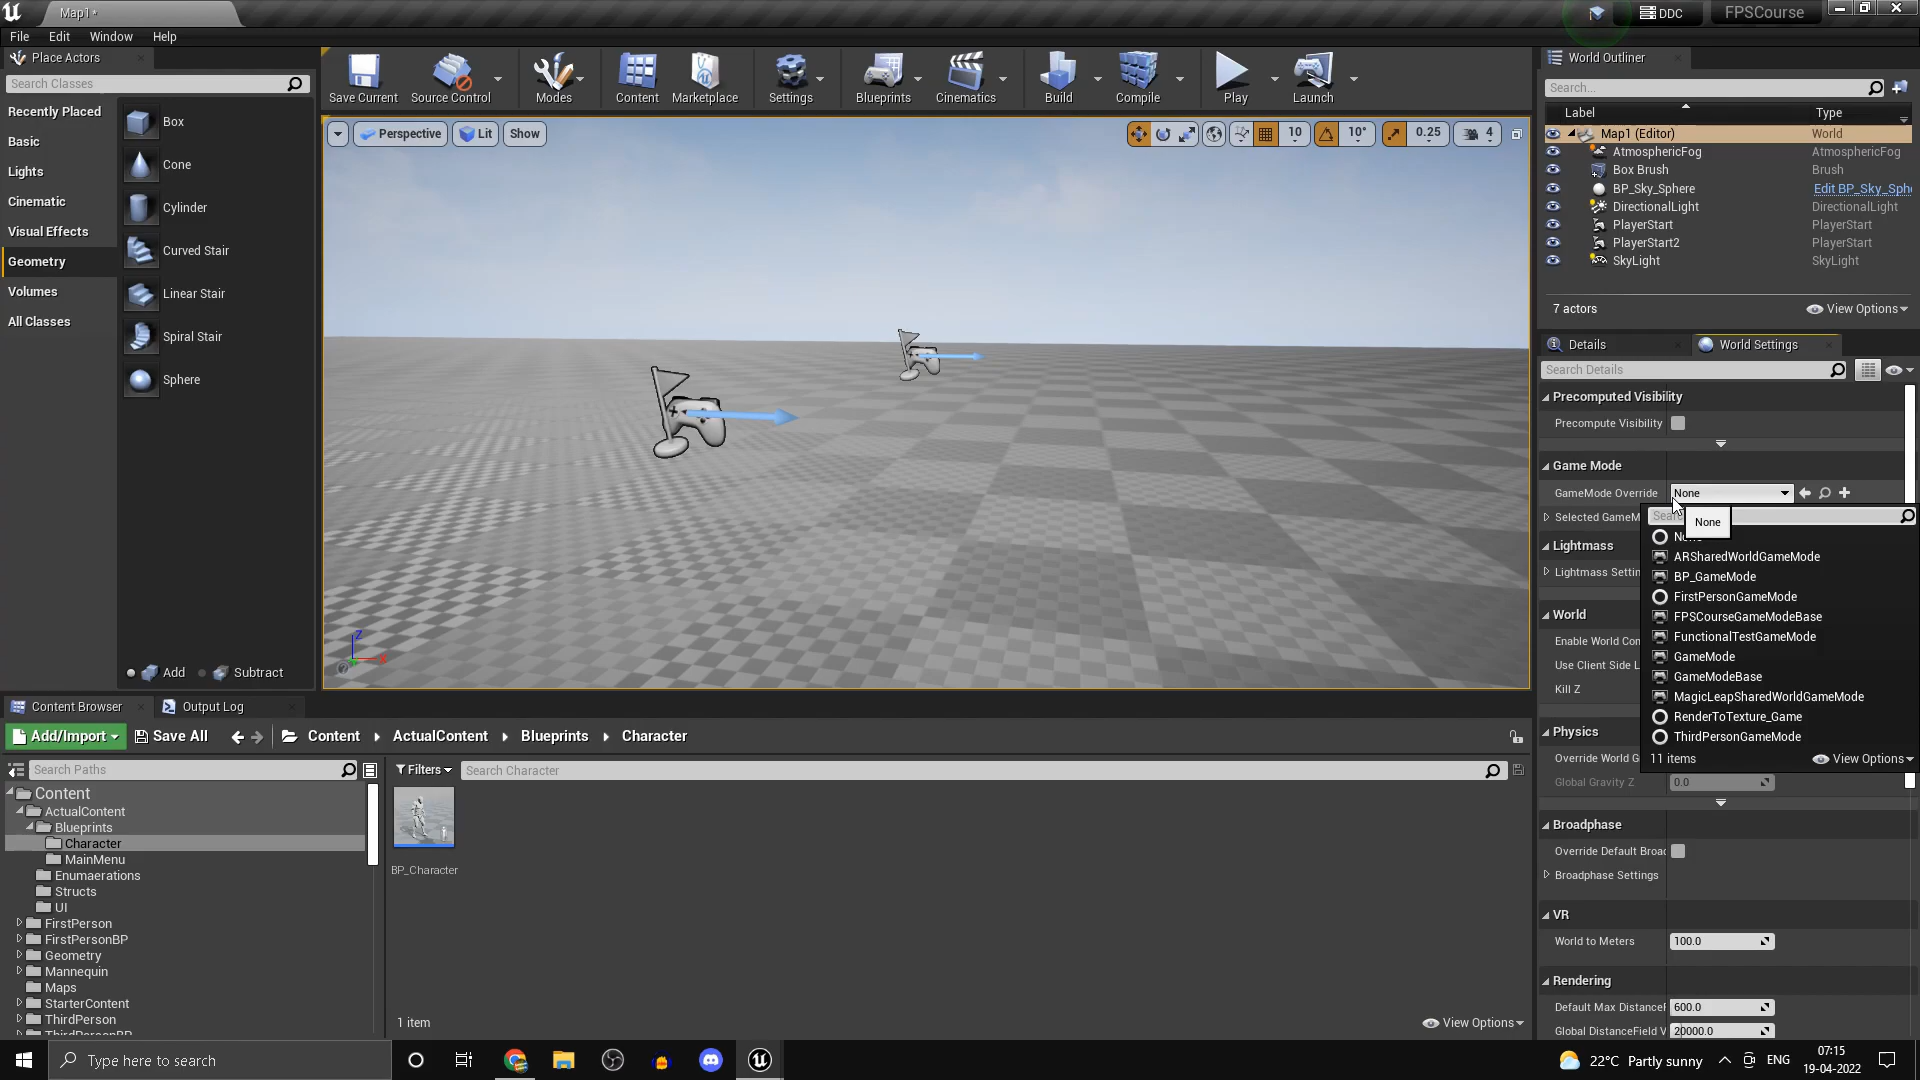 Map1*
DDC
FPSCourse
File Edit Window Help
Place Actors
Search Classes
Recently Placed
Basic
Lights
Cinematic
Visual Effects
Geometry
Volumes
All Classes
Box
Cone
Cylinder
Curved Stair
Linear Stair
Spiral Stair
Sphere
Add Subtract
Save Current Source Control Modes Content Marketplace Settings Blueprints Cinematics Build Compile Play Launch
Perspective Lit Show
10 10° 0.25 4
Z
X
World Outliner
Search...
Label Type
Map1 (Editor) World
AtmosphericFog AtmosphericFog
Box Brush Brush
BP_Sky_Sphere Edit BP_Sky_Sph
DirectionalLight DirectionalLight
PlayerStart PlayerStart
PlayerStart2 PlayerStart
SkyLight SkyLight
7 actors View Options
Details World Settings
Search Details
Precomputed Visibility
Precompute Visibility
Game Mode
GameMode Override None
Selected GameM
None
ARSharedWorldGameMode
BP_GameMode
FirstPersonGameMode
FPSCourseGameModeBase
FunctionalTestGameMode
GameMode
GameModeBase
MagicLeapSharedWorldGameMode
RenderToTexture_Game
ThirdPersonGameMode
11 items View Options
Lightmass
Lightmass Settin
World
Enable World Con
Use Client Side L
Kill Z
Physics
Override World G
Global Gravity Z 0.0
Broadphase
Override Default Broad
Broadphase Settings
VR
World to Meters 100.0
Rendering
Default Max DistanceF 600.0
Global DistanceField V 20000.0
Content Browser Output Log
Add/Import Save All Content ActualContent Blueprints Character
Search Paths
Filters Search Character
Content
ActualContent
Blueprints
Character
MainMenu
Enumaerations
Structs
UI
FirstPerson
FirstPersonBP
Geometry
Mannequin
Maps
StarterContent
ThirdPerson
ThirdPersonBP
BP_Character
1 item View Options
Type here to search
22°C Partly sunny ENG
07:15
19-04-2022